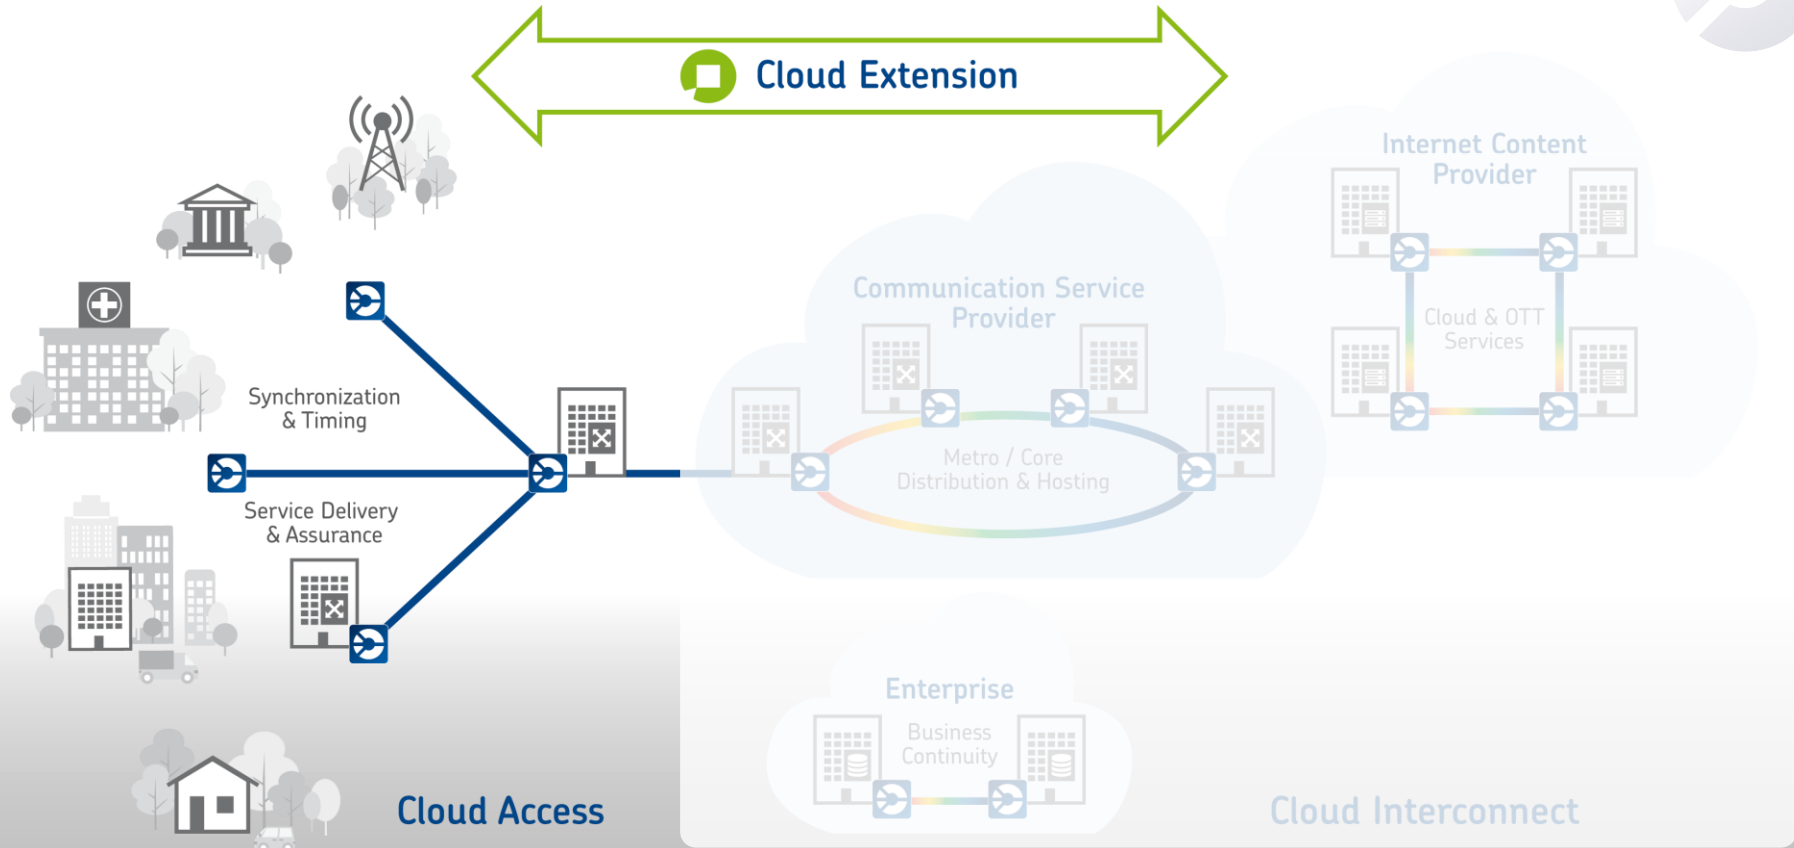 Cloud Extension
Internet Content
Provider
Communication Service
Provider
Cloud & OTT
Services
Synchronization
& Timing
Metro / Core
Distribution & Hosting
Service Delivery
& Assurance
Enterprise
Business
Continuity
Cloud Access
Cloud Interconnect